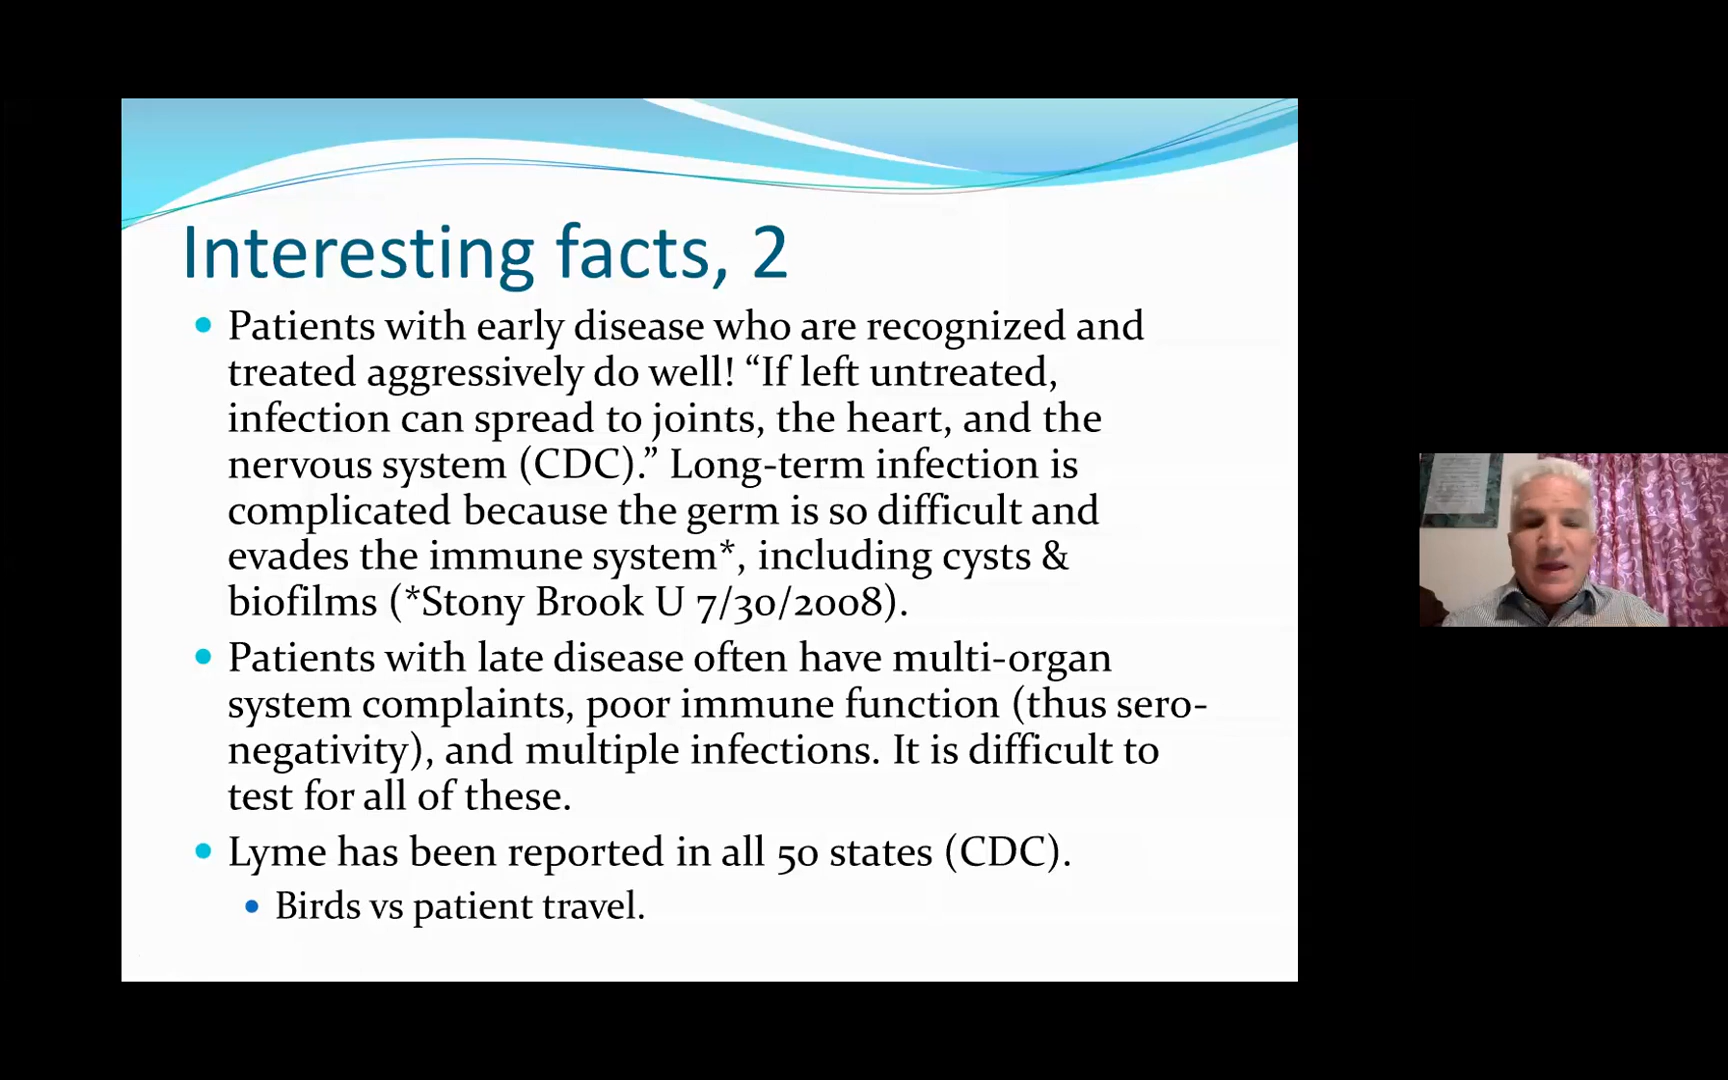 Interesting facts, 2
• Patients with early disease who are recognized and
treated aggressively do well! “If left untreated,
infection can spread to joints, the heart, and the
nervous system (CDC).” Long-term infection is
complicated because the germ is so difficult and
evades the immune system*, including cysts &
biofilms (*Stony Brook U 7/30/2008).
• Patients with late disease often have multi-organ
system complaints, poor immune function (thus sero-
negativity), and multiple infections. It is difficult to
test for all of these.
• Lyme has been reported in all 50 states (CDC).
• Birds vs patient travel.